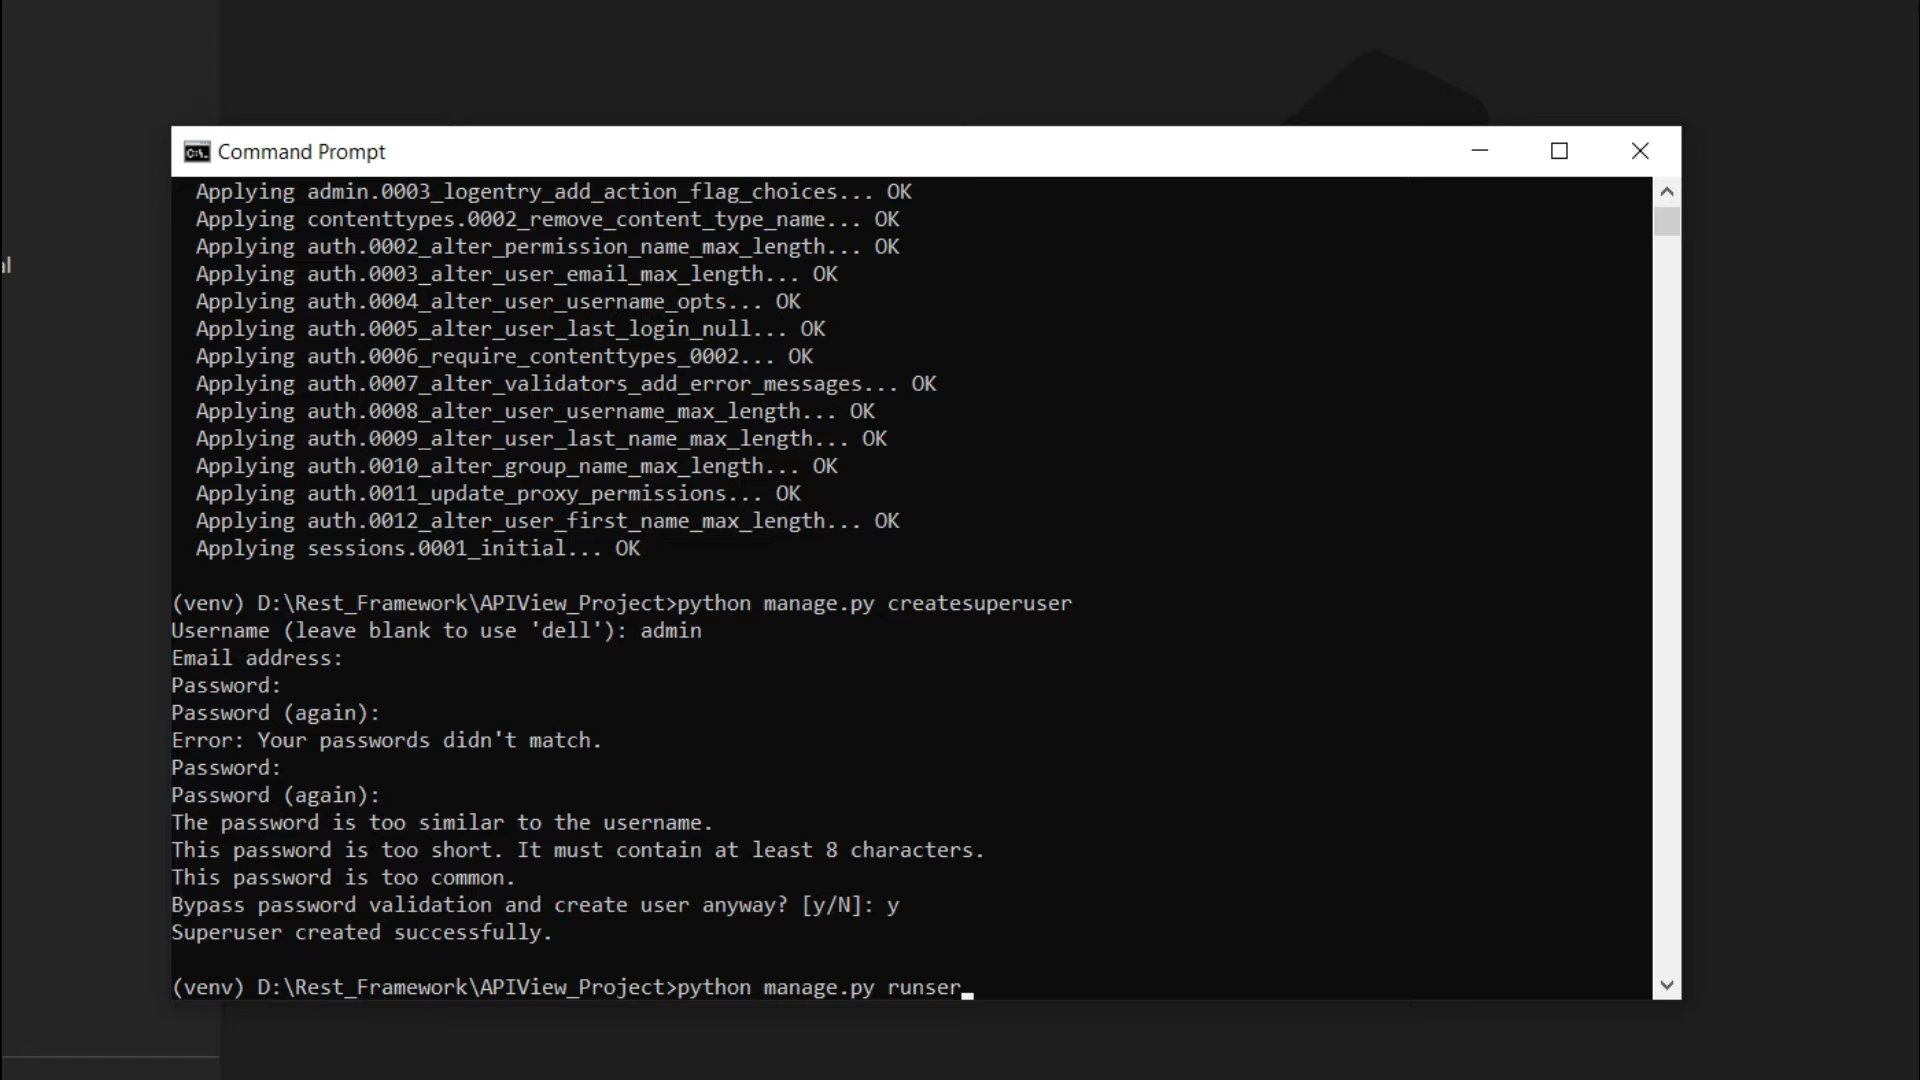 al
Command Prompt
Applying admin.0003_logentry_add_action_flag_choices... OK
Applying contenttypes.0002_remove_content_type_name... OK
Applying auth.0002_alter_permission_name_max_length... OK
Applying auth.0003_alter_user_email_max_length... OK
Applying auth.0004_alter_user_username_opts... OK
Applying auth.0005_alter_user_last_login_null... OK
Applying auth.0006_require_contenttypes_0002... OK
Applying auth.0007_alter_validators_add_error_messages... OK
Applying auth.0008_alter_user_username_max_length... OK
Applying auth.0009_alter_user_last_name_max_length... OK
Applying auth.0010_alter_group_name_max_length... OK
Applying auth.0011_update_proxy_permissions... OK
Applying auth.0012_alter_user_first_name_max_length... OK
Applying sessions.0001_initial... OK
(venv) D:\Rest_Framework\APIView_Project>python manage.py createsuperuser
Username (leave blank to use 'dell'): admin
Email address:
Password:
Password (again):
Error: Your passwords didn't match.
Password:
Password (again):
The password is too similar to the username.
This password is too short. It must contain at least 8 characters.
This password is too common.
Bypass password validation and create user anyway? [y/N]: y
Superuser created successfully.
(venv) D:\Rest_Framework\APIView_Project>python manage.py runser